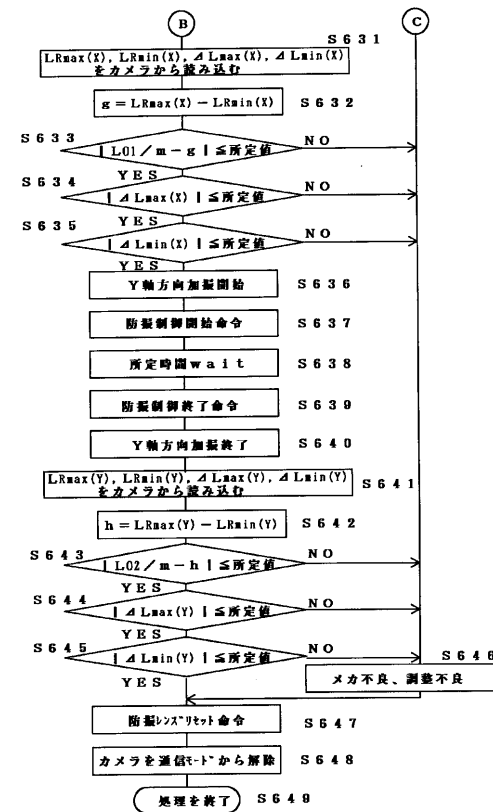 B
C
S631
LRmax(X), LRmin(X), ΔLmax(X), ΔLmin(X)
をカメラから読み込む
g=LRmax(X)-LRmin(X)
S632
S633
| L01/m-g | ≦所定値
NO
YES
S634
| ΔLmax(X) | ≦所定値
NO
YES
S635
| ΔLmin(X) | ≦所定値
NO
YES
Y軸方向加振開始
S636
防振制御開始命令
S637
所定時間wait
S638
防振制御終了命令
S639
Y軸方向加振終了
S640
LRmax(Y), LRmin(Y), ΔLmax(Y), ΔLmin(Y)
をカメラから読み込む
S641
h=LRmax(Y)-LRmin(Y)
S642
S643
| L02/m-h | ≦所定値
NO
YES
S644
| ΔLmax(Y) | ≦所定値
NO
YES
S645
| ΔLmin(Y) | ≦所定値
NO
YES
S646
メカ不良、調整不良
防振ﾚﾝｽﾞﾘｾｯﾄ命令
S647
カメラを通信ﾓｰﾄﾞから解除
S648
処理を終了
S649